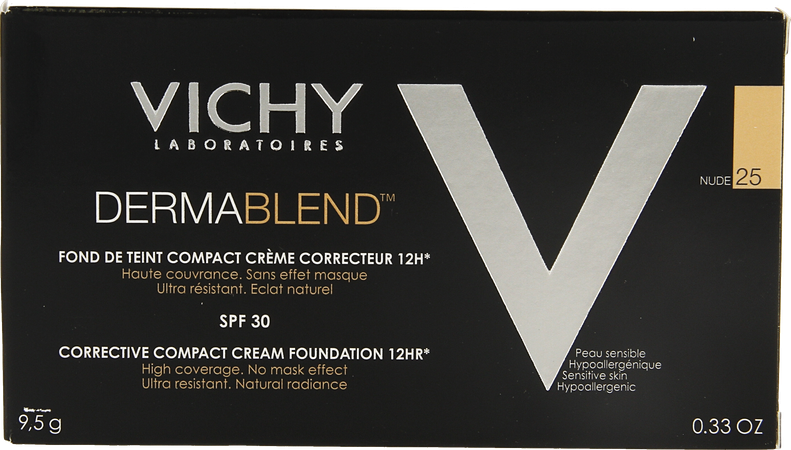 VICHY
LABORATOIRES
DERMABLEND™
FOND DE TEINT COMPACT CRÈME CORRECTEUR 12H*
Haute couvrance. Sans effet masque
Ultra résistant. Eclat naturel
SPF 30
CORRECTIVE COMPACT CREAM FOUNDATION 12HR*
High coverage. No mask effect
Ultra resistant. Natural radiance
9,5 g
V
NUDE 25
Peau sensible
Hypoallergénique
Sensitive skin
Hypoallergenic
0.33 OZ